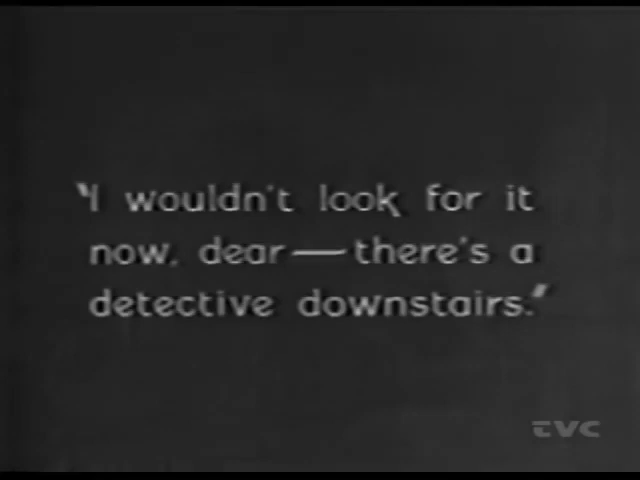 "I wouldn't look for it
now, dear—there's a
detective downstairs."
TVC